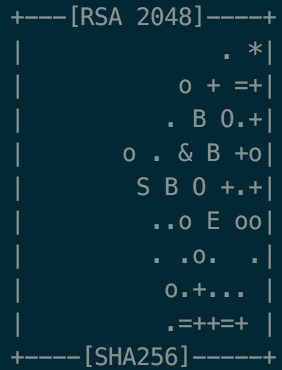 +---[RSA 2048]----+
|              . *|
|           o + =+|
|          . B O.+|
|       o . & B +o|
|        S B O +.+|
|         ..o E oo|
|         . .o.  .|
|          o.+... |
|          .=++=+ |
+----[SHA256]-----+